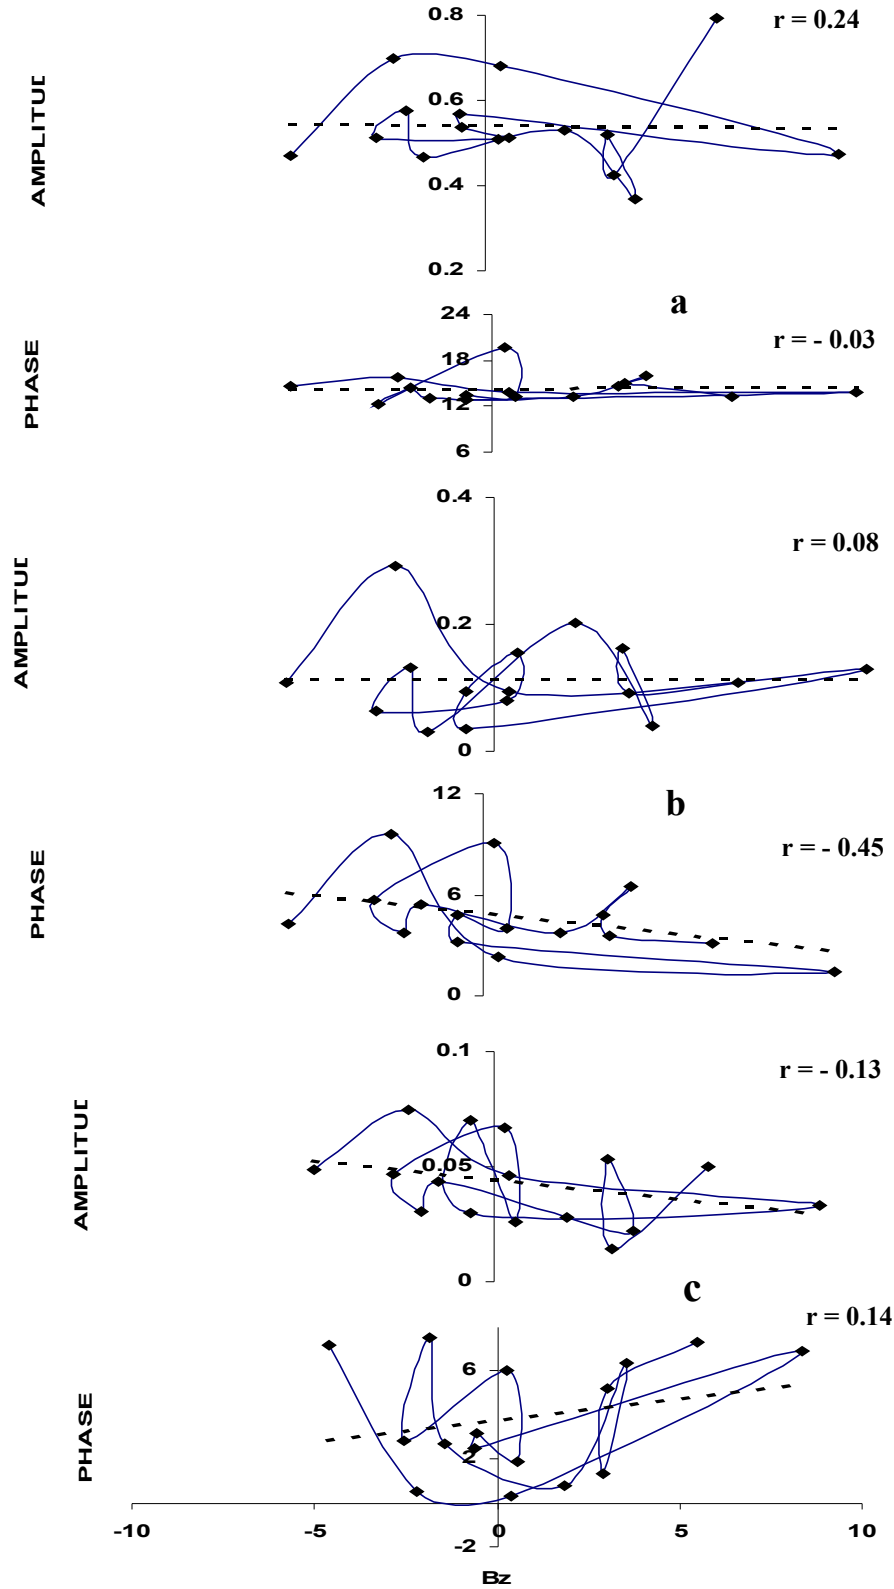 0.8
r = 0.24
0.6
AMPLITUD
0.4
0.2
a
24
r = - 0.03
18
PHASE
12
6
0.4
r = 0.08
AMPLITUD
0.2
0
12
b
r = - 0.45
PHASE
6
0
0.1
r = - 0.13
AMPLITUD
0.05
0
c
r = 0.14
6
PHASE
2
-10 -5 0 5 10
-2
Bz